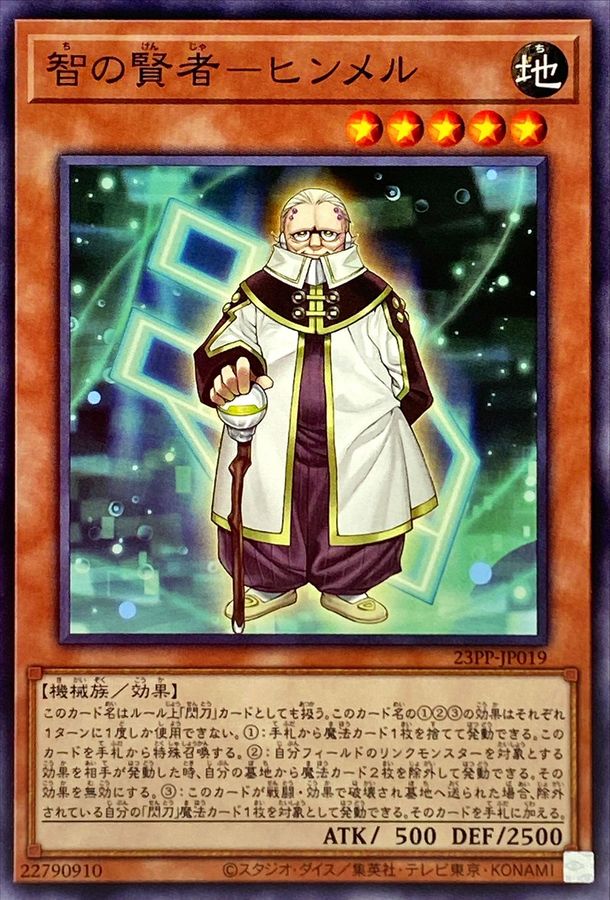 智の賢者－ヒンメル
地
23PP-JP019
【機械族／効果】
このカード名はルール上「閃刀」カードとしても扱う。このカード名の①②③の効果はそれぞれ
1ターンに1度しか使用できない。①：手札から魔法カード1枚を捨てて発動できる。この
カードを手札から特殊召喚する。②：自分フィールドのリンクモンスターを対象とする
効果を相手が発動した時、自分の墓地から魔法カード2枚を除外して発動できる。その
効果を無効にする。③：このカードが戦闘・効果で破壊され墓地へ送られた場合、除外
されている自分の「閃刀」魔法カード1枚を対象として発動できる。そのカードを手札に加える。
ATK/ 500 DEF/2500
22790910
©スタジオ・ダイス／集英社・テレビ東京・KONAMI